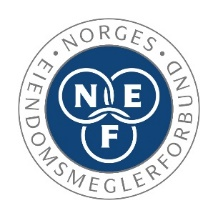 NORGES · EIENDOMSMEGLERFORBUND ·
N E
F